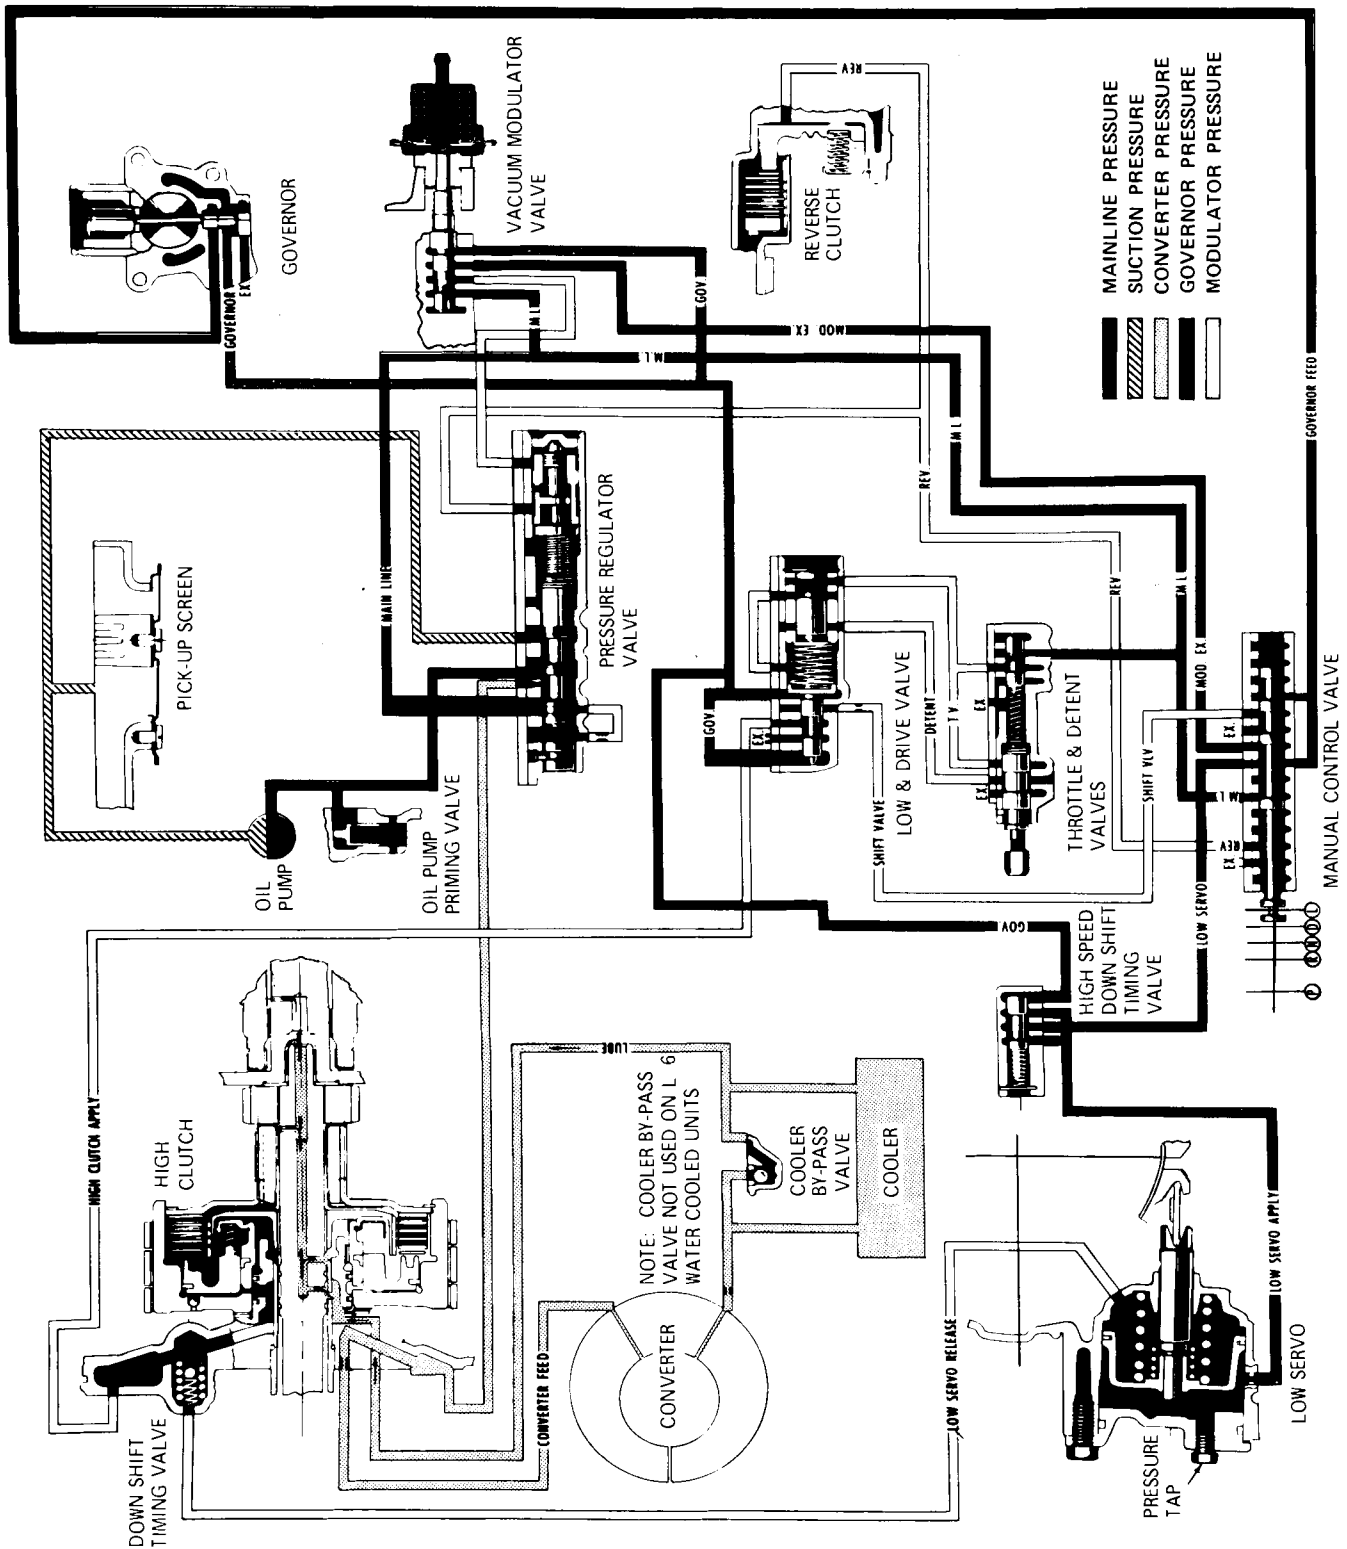 GOVERNOR
VACUUM MODULATOR
VALVE
REVERSE
CLUTCH
MAINLINE PRESSURE
SUCTION PRESSURE
CONVERTER PRESSURE
GOVERNOR PRESSURE
MODULATOR PRESSURE
GOVERNOR
EX
M L
GOV.
MOD EX.
REV
M.L.
M L
GOVERNOR FEED
PICK-UP SCREEN
MAIN LINE
PRESSURE REGULATOR
VALVE
REV
REV
M L
MOD EX.
OIL
PUMP
OIL PUMP
PRIMING VALVE
GOV.
EX.
LOW & DRIVE VALVE
SHIFT VALVE
DETENT
T V
EX
EX
THROTTLE & DETENT
VALVES
SHIFT VLV
EX.
M L
REV
EX
MANUAL CONTROL VALVE
LOW SERVO
P
R
N
D
L
HIGH CLUTCH APPLY
HIGH
CLUTCH
LUBE
GOV
HIGH SPEED
DOWN SHIFT
TIMING
VALVE
NOTE: COOLER BY-PASS
VALVE NOT USED ON L 6
WATER COOLED UNITS
COOLER
BY-PASS
VALVE
COOLER
DOWN SHIFT
TIMING VALVE
CONVERTER FEED
CONVERTER
LOW SERVO RELEASE
LOW SERVO APPLY
LOW SERVO
PRESSURE
TAP